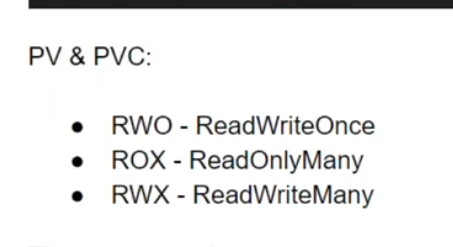 PV & PVC:
● RWO - ReadWriteOnce
● ROX - ReadOnlyMany
● RWX - ReadWriteMany